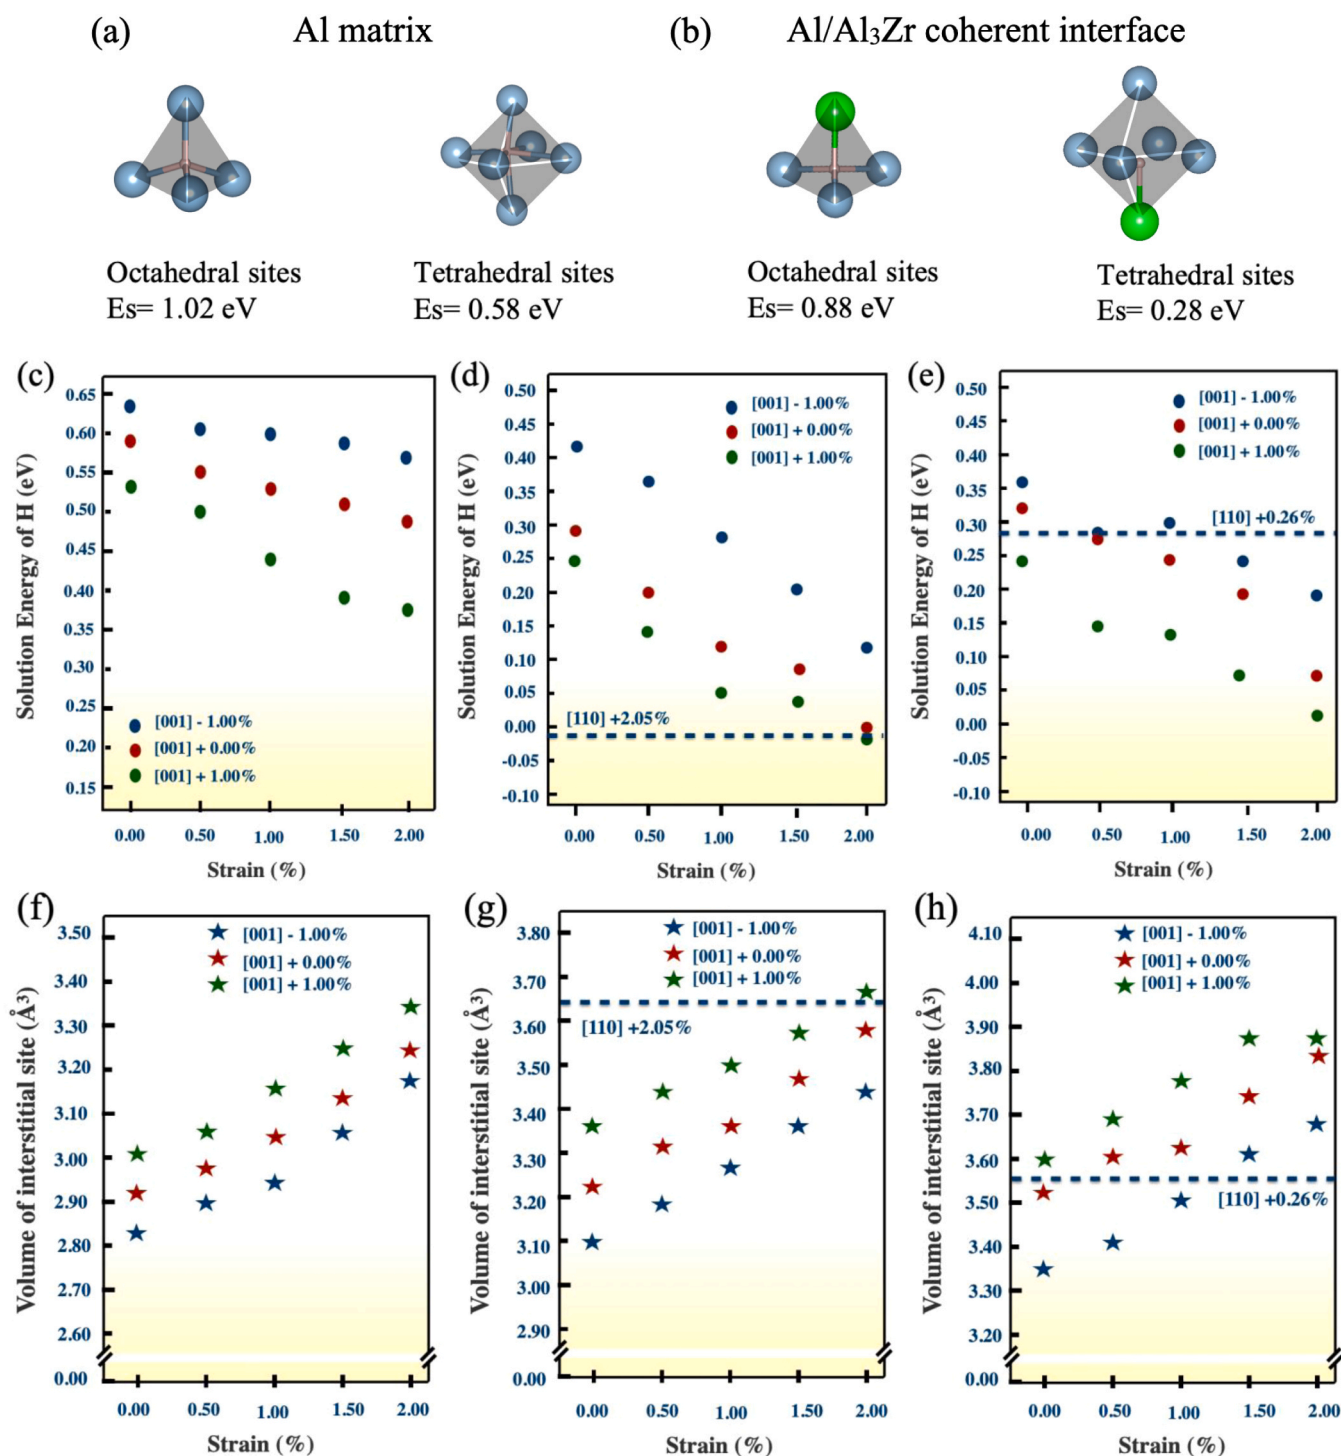 (a) Al matrix
(b) Al/Al₃Zr coherent interface
Octahedral sites
Es= 1.02 eV
Tetrahedral sites
Es= 0.58 eV
Octahedral sites
Es= 0.88 eV
Tetrahedral sites
Es= 0.28 eV
(c)
Solution Energy of H (eV)
0.65
0.60
0.55
0.50
0.45
0.40
0.35
0.30
0.25
0.20
0.15
[001] - 1.00%
[001] + 0.00%
[001] + 1.00%
0.00 0.50 1.00 1.50 2.00
Strain (%)
(d)
Solution Energy of H (eV)
0.50
0.45
0.40
0.35
0.30
0.25
0.20
0.15
0.10
0.05
0.00
-0.05
-0.10
[001] - 1.00%
[001] + 0.00%
[001] + 1.00%
[110] +2.05%
0.00 0.50 1.00 1.50 2.00
Strain (%)
(e)
Solution Energy of H (eV)
0.50
0.45
0.40
0.35
0.30
0.25
0.20
0.15
0.10
0.05
0.00
-0.05
-0.10
[001] - 1.00%
[001] + 0.00%
[001] + 1.00%
[110] +0.26%
0.00 0.50 1.00 1.50 2.00
Strain (%)
(f)
Volume of interstitial site (Å³)
3.50
3.40
3.30
3.20
3.10
3.00
2.90
2.80
2.70
2.60
0.00
[001] - 1.00%
[001] + 0.00%
[001] + 1.00%
0.00 0.50 1.00 1.50 2.00
Strain (%)
(g)
Volume of interstitial site (Å³)
3.80
3.70
3.60
3.50
3.40
3.30
3.20
3.10
3.00
2.90
0.00
[001] - 1.00%
[001] + 0.00%
[001] + 1.00%
[110] +2.05%
0.00 0.50 1.00 1.50 2.00
Strain (%)
(h)
Volume of interstitial site (Å³)
4.10
4.00
3.90
3.80
3.70
3.60
3.50
3.40
3.30
3.20
0.00
[001] - 1.00%
[001] + 0.00%
[001] + 1.00%
[110] +0.26%
0.00 0.50 1.00 1.50 2.00
Strain (%)